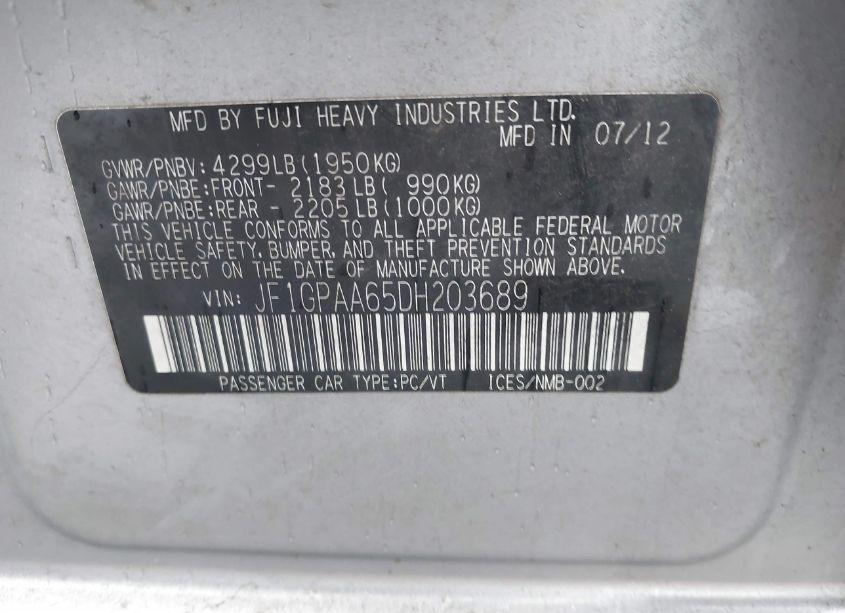 MFD BY FUJI HEAVY INDUSTRIES LTD.
MFD IN 07/12
GVWR/PNBV: 4299LB(1950KG)
GAWR/PNBE:FRONT- 2183LB( 990KG)
GAWR/PNBE:REAR - 2205LB(1000KG)
THIS VEHICLE CONFORMS TO ALL APPLICABLE FEDERAL MOTOR
VEHICLE SAFETY, BUMPER, AND THEFT PREVENTION STANDARDS
IN EFFECT ON THE DATE OF MANUFACTURE SHOWN ABOVE.
VIN: JF1GPAA65DH203689
PASSENGER CAR TYPE:PC/VT ICES/NMB-002